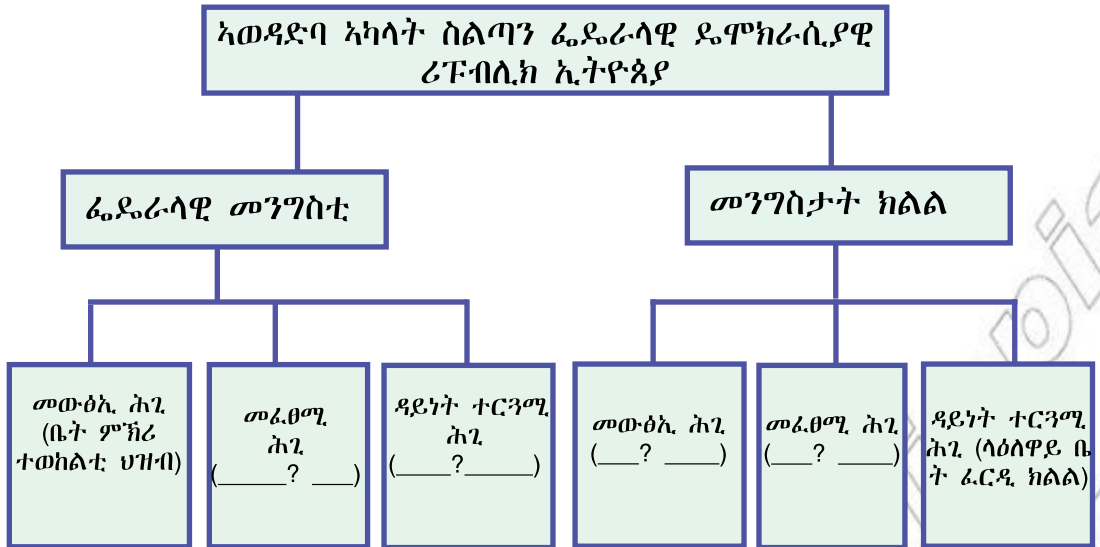 ኣወዳድባ ኣካላት ስልጣን ፌዴራላዊ ዴሞክራሲያዊ
ሪፑብሊክ ኢትዮጵያ
ፌዴራላዊ መንግስቲ
መንግስታት ክልል
መውፅኢ ሕጊ
(ቤት ምኽሪ
ተወከልቲ ህዝብ)
መፈፀሚ
ሕጊ
(______? ___)
ዳይነት ተርጓሚ
ሕጊ
(_____?______)
መውፅኢ ሕጊ
(___? ____)
መፈፀሚ ሕጊ
(___? ____)
ዳይነት ተርጓሚ
ሕጊ (ላዕለዋይ ቤ
ት ፈርዲ ክልል)